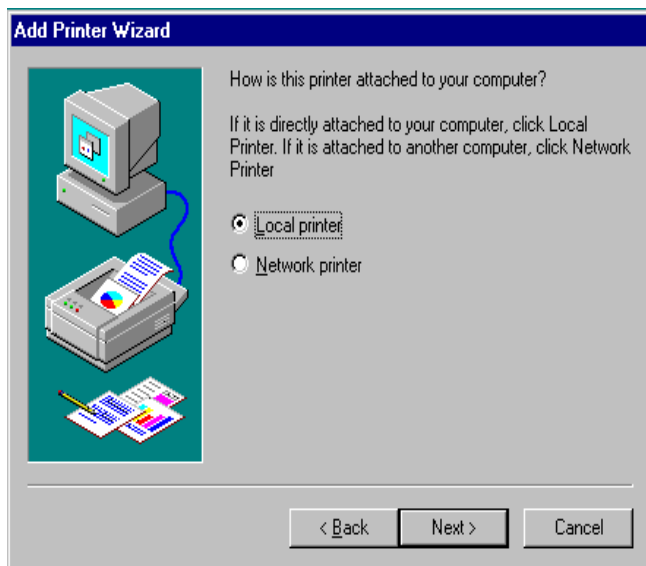 Add Printer Wizard
How is this printer attached to your computer?
If it is directly attached to your computer, click Local
Printer. If it is attached to another computer, click Network
Printer
Local printer
Network printer
< Back Next > Cancel